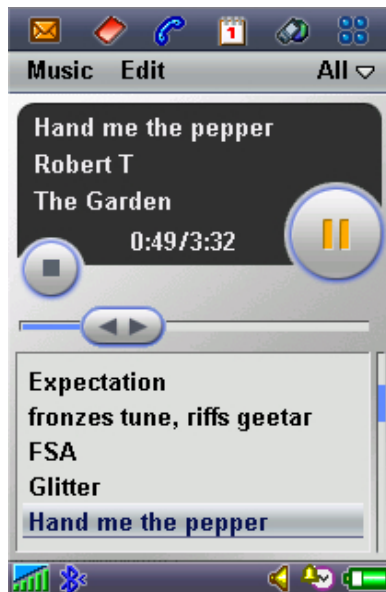 1
Music Edit All
Hand me the pepper
Robert T
The Garden
0:49/3:32
Expectation
fronzes tune, riffs geetar
FSA
Glitter
Hand me the pepper